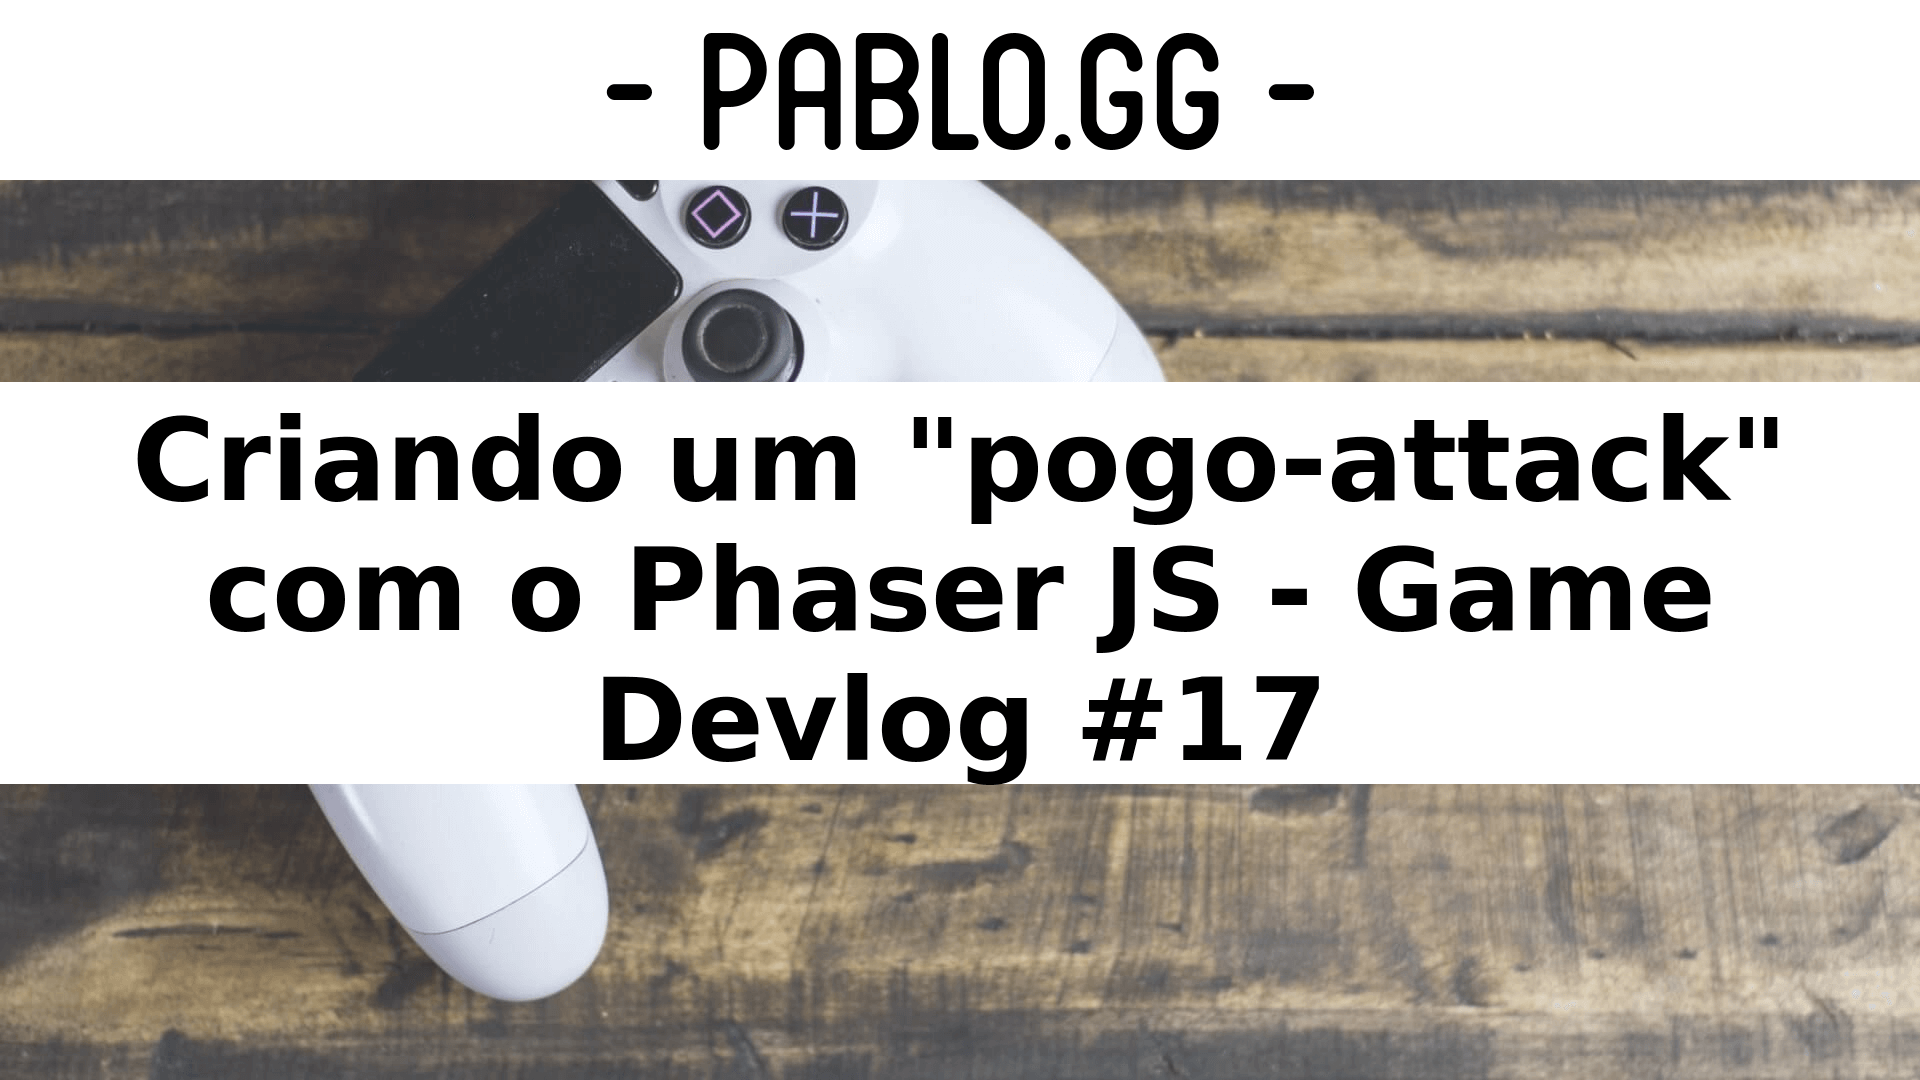 - PABLO.GG -
Criando um "pogo-attack"
com o Phaser JS - Game
Devlog #17